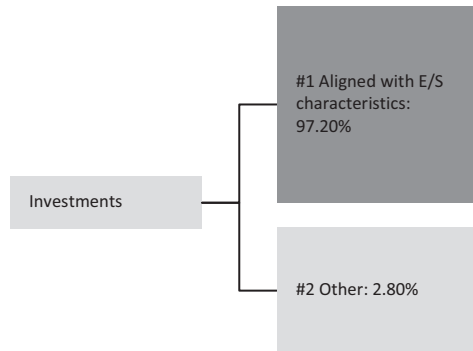 #1 Aligned with E/S
characteristics:
97.20%
Investments
#2 Other: 2.80%